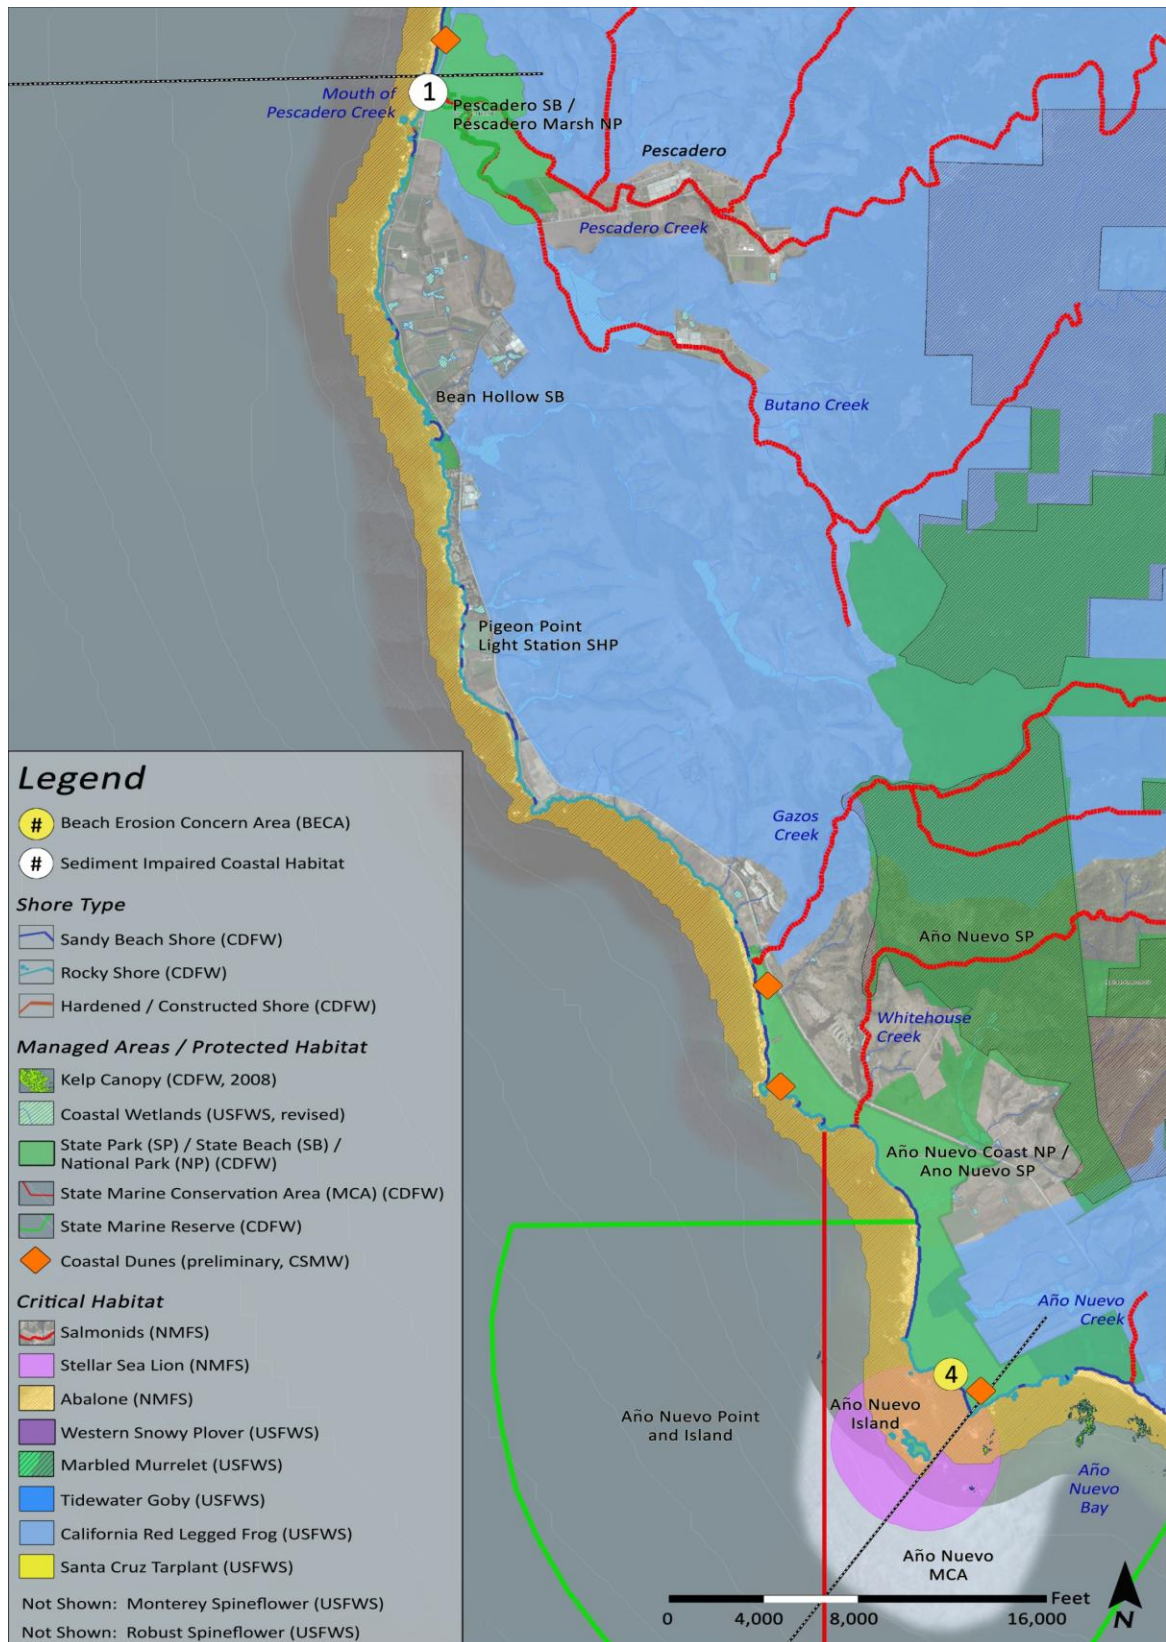 1
Mouth of
Pescadero Creek
Pescadero SB /
Pescadero Marsh NP
Pescadero
Pescadero Creek
Bean Hollow SB
Butano Creek
Pigeon Point
Light Station SHP
Gazos
Creek
Año Nuevo SP
Whitehouse
Creek
Año Nuevo Coast NP /
Ano Nuevo SP
Año Nuevo
Creek
4
Año Nuevo
Island
Año Nuevo Point
and Island
Año
Nuevo
Bay
Año Nuevo
MCA
Feet
0
4,000
8,000
16,000
N
Legend
# Beach Erosion Concern Area (BECA)
# Sediment Impaired Coastal Habitat
Shore Type
Sandy Beach Shore (CDFW)
Rocky Shore (CDFW)
Hardened / Constructed Shore (CDFW)
Managed Areas / Protected Habitat
Kelp Canopy (CDFW, 2008)
Coastal Wetlands (USFWS, revised)
State Park (SP) / State Beach (SB) /
National Park (NP) (CDFW)
State Marine Conservation Area (MCA) (CDFW)
State Marine Reserve (CDFW)
Coastal Dunes (preliminary, CSMW)
Critical Habitat
Salmonids (NMFS)
Stellar Sea Lion (NMFS)
Abalone (NMFS)
Western Snowy Plover (USFWS)
Marbled Murrelet (USFWS)
Tidewater Goby (USFWS)
California Red Legged Frog (USFWS)
Santa Cruz Tarplant (USFWS)
Not Shown: Monterey Spineflower (USFWS)
Not Shown: Robust Spineflower (USFWS)